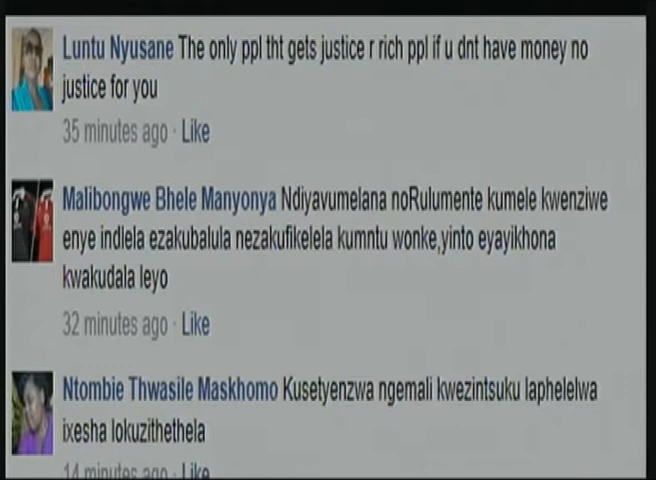 Luntu Nyusane The only ppl tht gets justice r rich ppl if u dnt have money no
justice for you
35 minutes ago · Like
Malibongwe Bhele Manyonya Ndiyavumelana noRulumente kumele kwenziwe
enye indlela ezakubalula nezakufikelela kumntu wonke,yinto eyayikhona
kwakudala leyo
32 minutes ago · Like
Ntombie Thwasile Maskhomo Kusetyenzwa ngemali kwezintsuku laphelelwa
ixesha lokuzithethela
14 minutes ago · Like